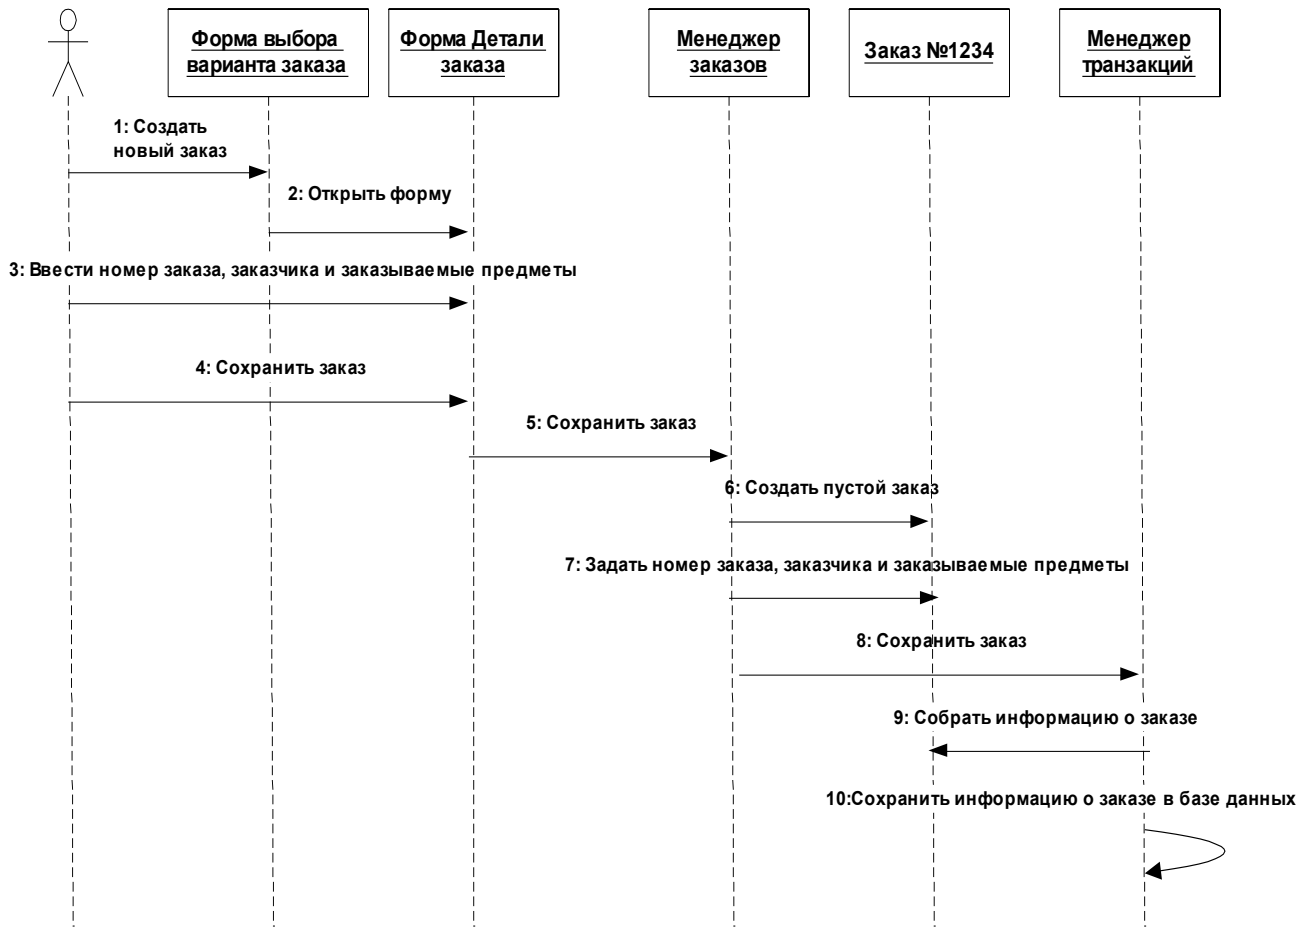 Форма выбора
варианта заказа
Форма Детали
заказа
Менеджер
заказов
Заказ №1234
Менеджер
транзакций
1: Создать
новый заказ
2: Открыть форму
3: Ввести номер заказа, заказчика и заказываемые предметы
4: Сохранить заказ
5: Сохранить заказ
6: Создать пустой заказ
7: Задать номер заказа, заказчика и заказываемые предметы
8: Сохранить заказ
9: Собрать информацию о заказе
10:Сохранить информацию о заказе в базе данных